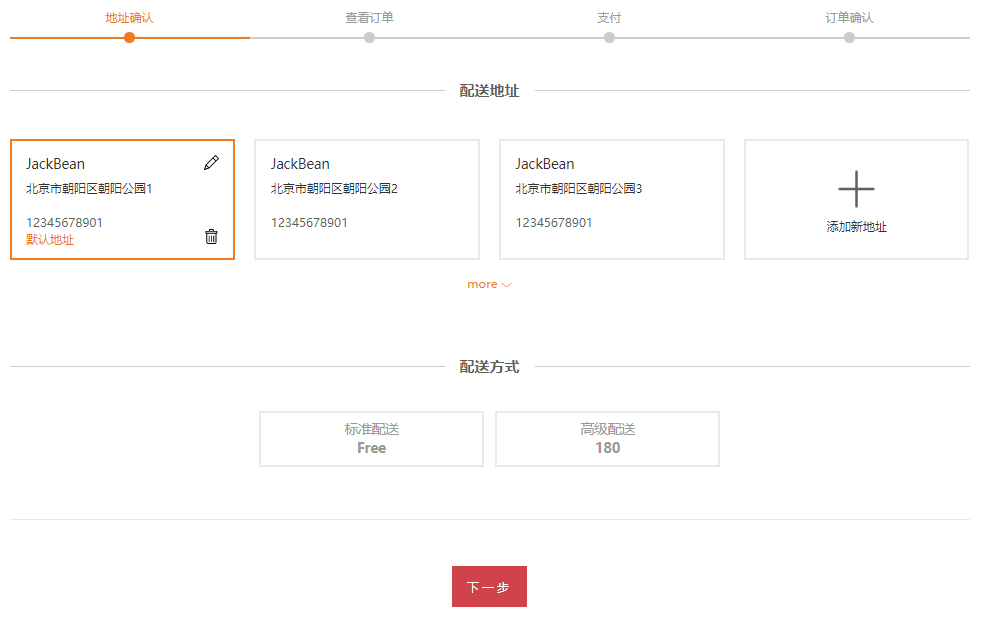 地址确认
查看订单
支付
订单确认
配送地址
JackBean
北京市朝阳区朝阳公园1
12345678901
默认地址
JackBean
北京市朝阳区朝阳公园2
12345678901
JackBean
北京市朝阳区朝阳公园3
12345678901
添加新地址
more
配送方式
标准配送
Free
高级配送
180
下一步